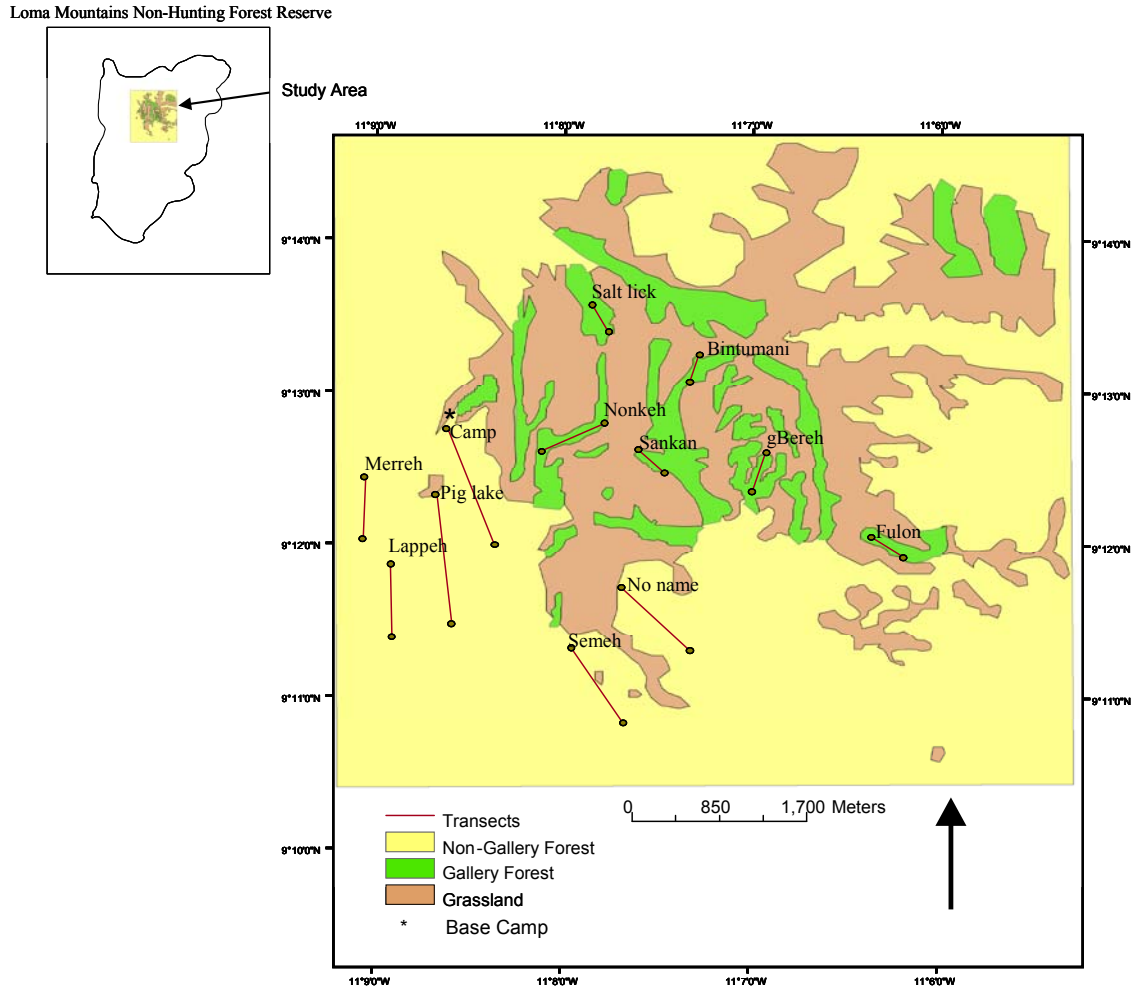 Loma Mountains Non-Hunting Forest Reserve
Study Area
11°9'0"W 11°8'0"W 11°7'0"W 11°6'0"W
9°14'0"N 9°14'0"N
Salt lick
Bintumani
9°13'0"N 9°13'0"N
*
Nonkeh
Camp
Sankan
gBereh
Merreh
Pig lake
Fulon
9°12'0"N 9°12'0"N
Lappeh
No name
Semeh
9°11'0"N 9°11'0"N
0 850 1,700 Meters
Transects
Non-Gallery Forest
9°10'0"N
Gallery Forest
Grassland
* Base Camp
11°9'0"W 11°8'0"W 11°7'0"W 11°6'0"W